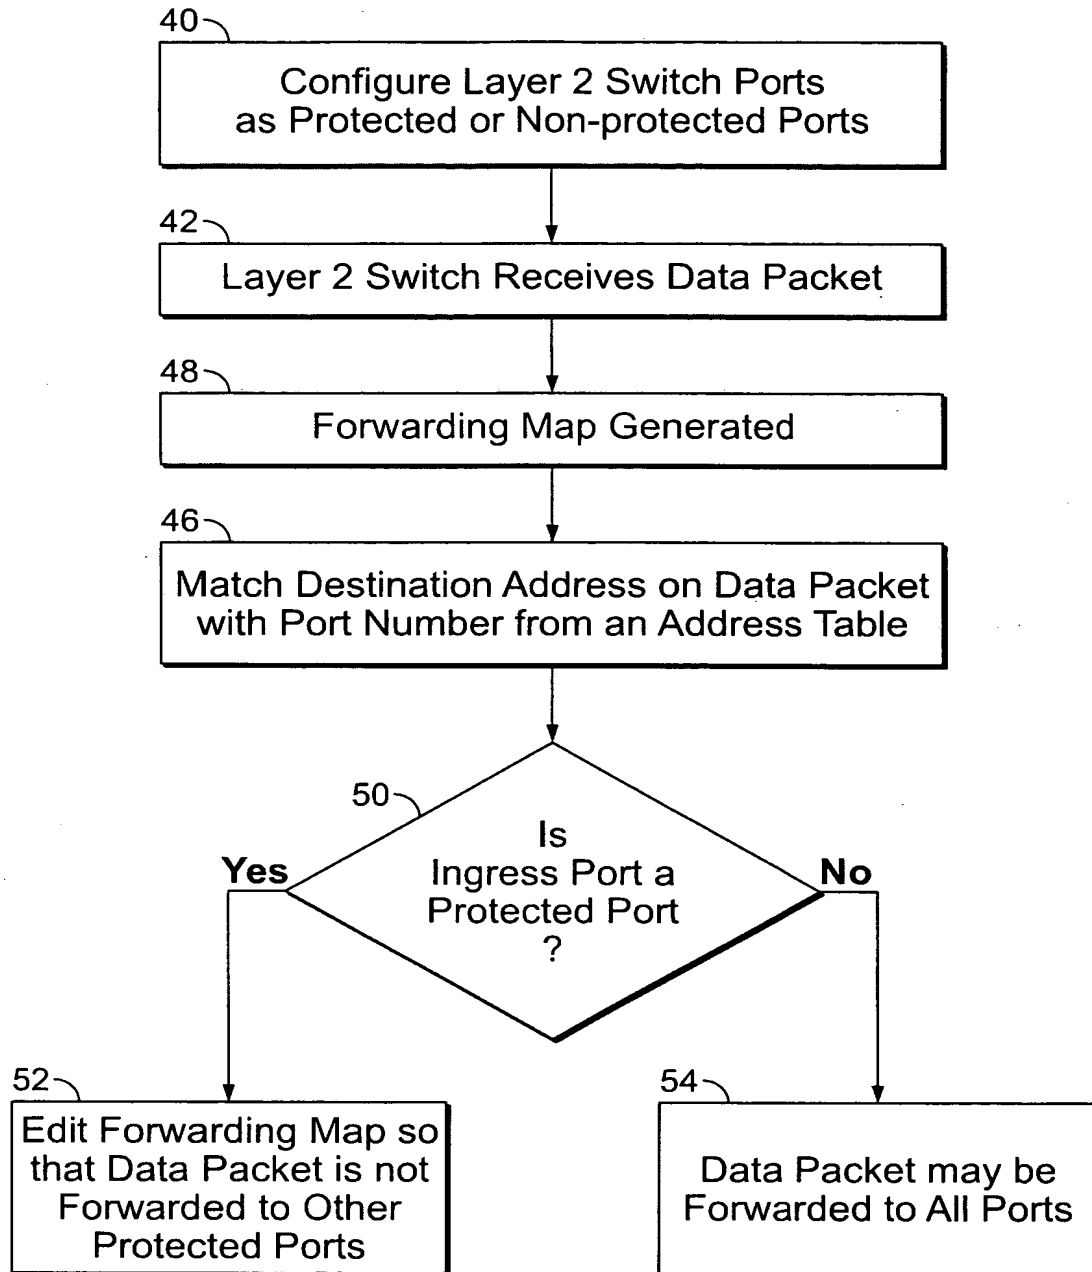 40
Configure Layer 2 Switch Ports
as Protected or Non-protected Ports
42
Layer 2 Switch Receives Data Packet
48
Forwarding Map Generated
46
Match Destination Address on Data Packet
with Port Number from an Address Table
50
Is
Ingress Port a
Protected Port
?
Yes
No
52
Edit Forwarding Map so
that Data Packet is not
Forwarded to Other
Protected Ports
54
Data Packet may be
Forwarded to All Ports